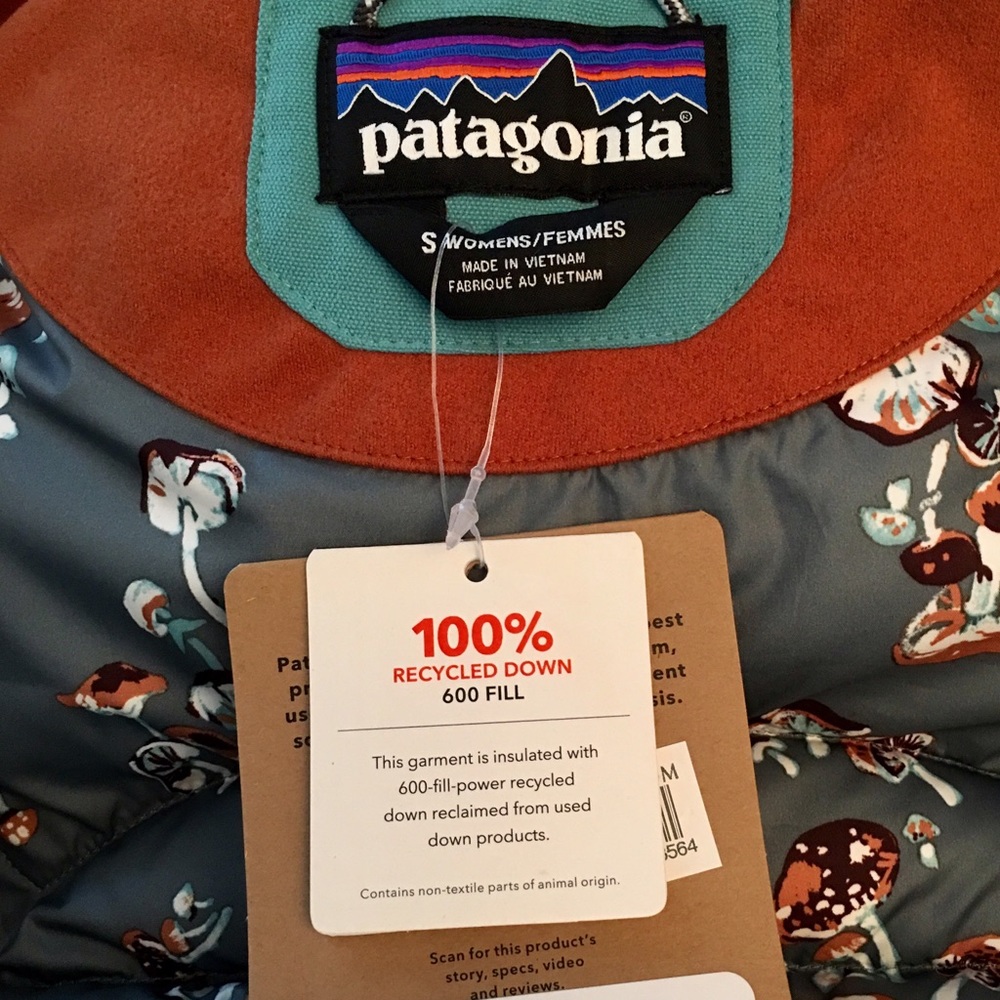 patagonia®
S WOMENS/FEMMES
MADE IN VIETNAM
FABRIQUÉ AU VIETNAM
100%
RECYCLED DOWN
600 FILL
This garment is insulated with
600-fill-power recycled
down reclaimed from used
down products.
Contains non-textile parts of animal origin.
M
564
Scan for this product's
story, specs, video
and reviews.